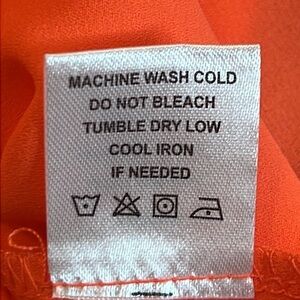 MACHINE WASH COLD
DO NOT BLEACH
TUMBLE DRY LOW
COOL IRON
IF NEEDED